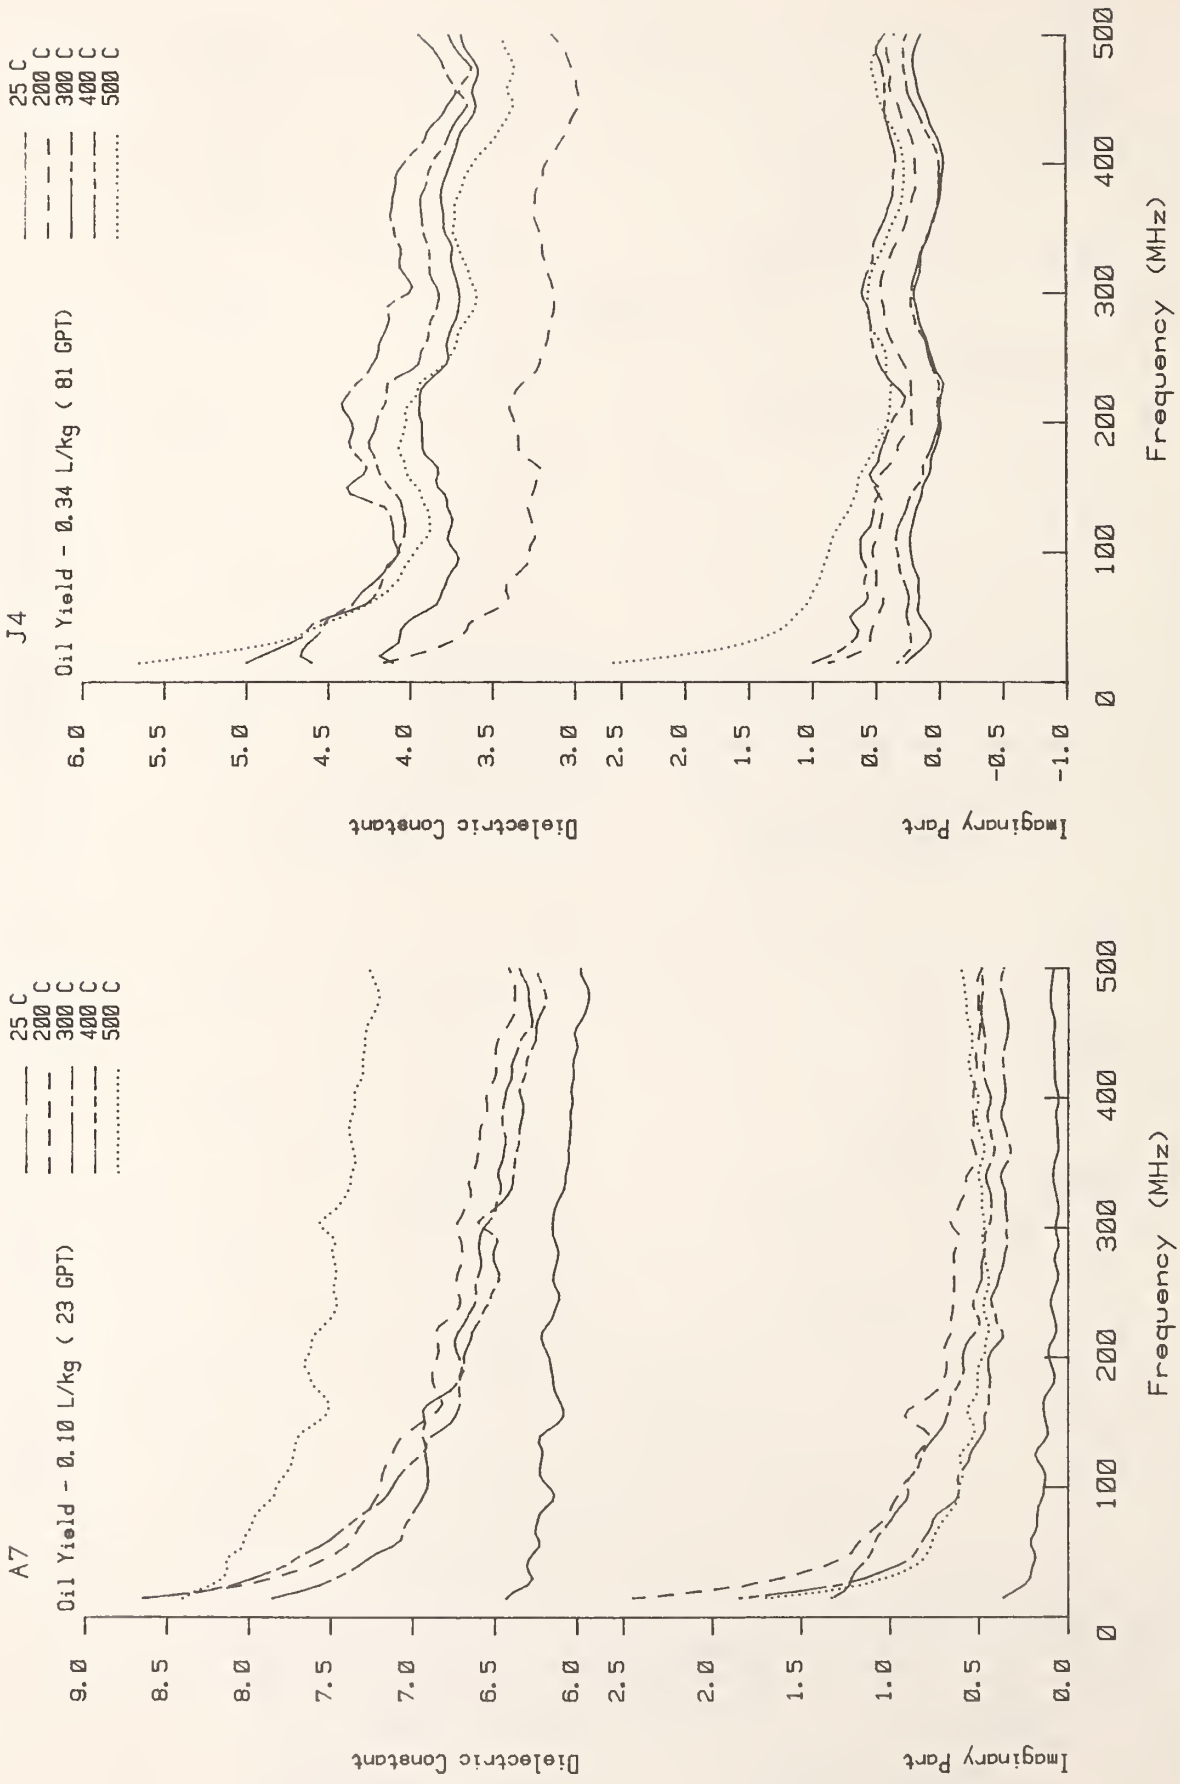 J4
Oil Yield - 0.34 L/kg ( 81 GPT)
25 C
200 C
300 C
400 C
500 C
Dielectric Constant
6.0
5.5
5.0
4.5
4.0
3.5
3.0
Imaginary Part
2.5
2.0
1.5
1.0
0.5
0.0
-0.5
-1.0
0 100 200 300 400 500
Frequency (MHz)
A7
Oil Yield - 0.10 L/kg ( 23 GPT)
25 C
200 C
300 C
400 C
500 C
Dielectric Constant
9.0
8.5
8.0
7.5
7.0
6.5
6.0
Imaginary Part
2.5
2.0
1.5
1.0
0.5
0.0
0 100 200 300 400 500
Frequency (MHz)